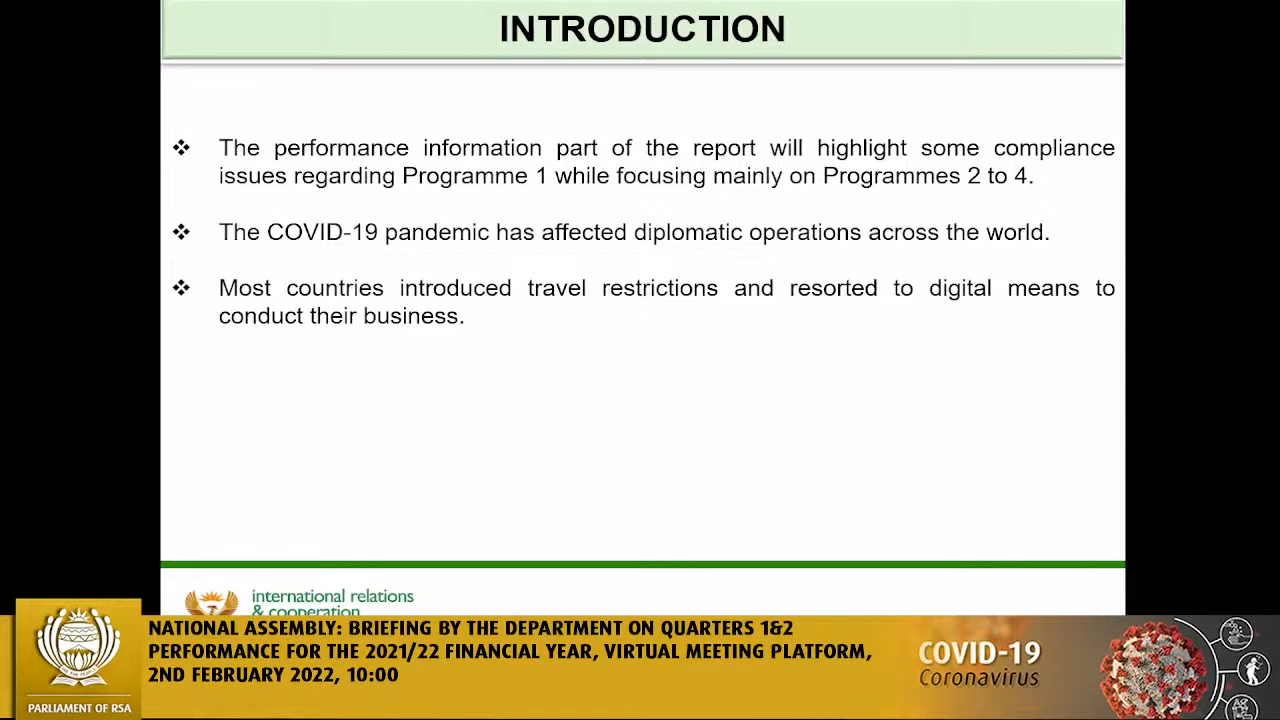 INTRODUCTION
❖ The performance information part of the report will highlight some compliance
issues regarding Programme 1 while focusing mainly on Programmes 2 to 4.
❖ The COVID-19 pandemic has affected diplomatic operations across the world.
❖ Most countries introduced travel restrictions and resorted to digital means to
conduct their business.
international relations
& cooperation
NATIONAL ASSEMBLY: BRIEFING BY THE DEPARTMENT ON QUARTERS 1&2
PERFORMANCE FOR THE 2021/22 FINANCIAL YEAR, VIRTUAL MEETING PLATFORM,
2ND FEBRUARY 2022, 10:00
PARLIAMENT OF RSA
COVID-19
Coronavirus